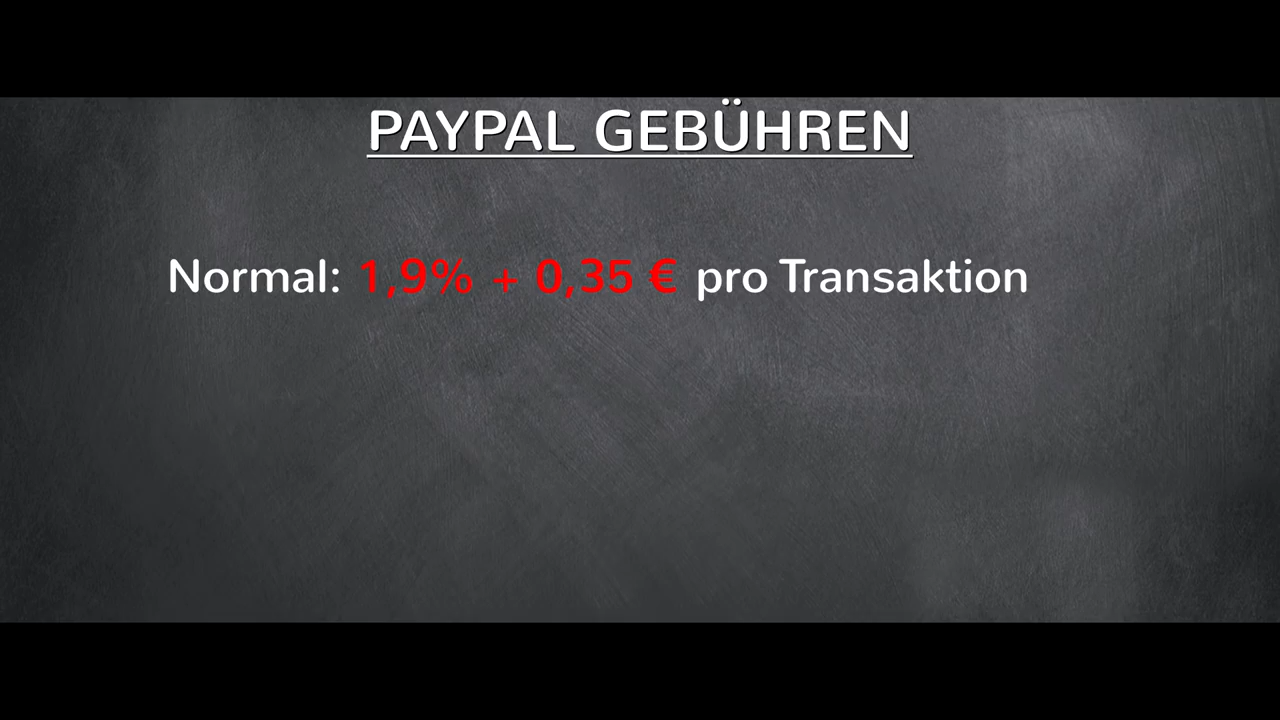 PAYPAL GEBÜHREN
Normal: 1,9% + 0,35 € pro Transaktion